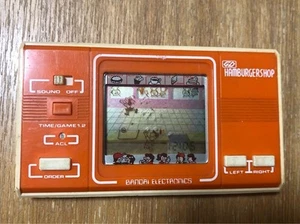 HAMBURGERSHOP
SOUND OFF
TIME/GAME 1.2
ACL
ORDER
LEFT RIGHT
BANDAI ELECTRONICS